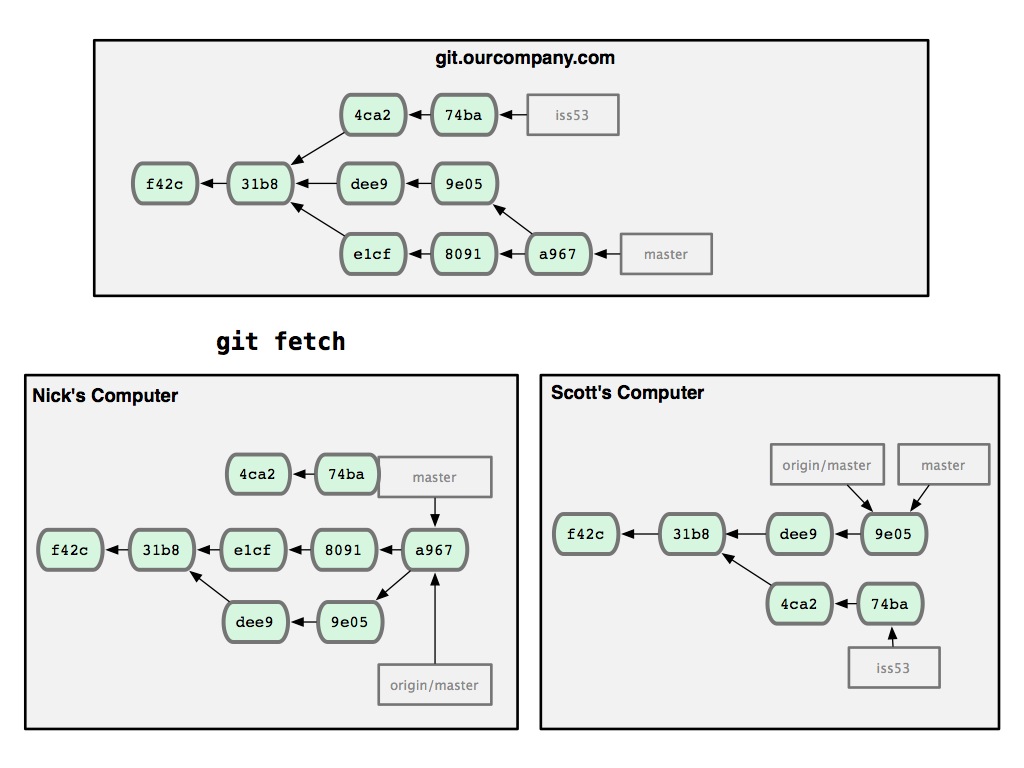 git.ourcompany.com
4ca2 74ba iss53
f42c 31b8 dee9 9e05
e1cf 8091 a967 master
git fetch
Nick's Computer
4ca2 74ba master
f42c 31b8 e1cf 8091 a967
dee9 9e05
origin/master
Scott's Computer
origin/master master
f42c 31b8 dee9 9e05
4ca2 74ba
iss53